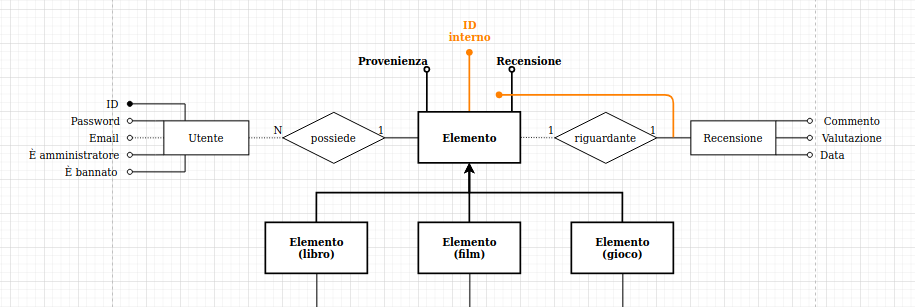 ID
interno
Provenienza
Recensione
ID
Password
Email
È amministratore
È bannato
Utente
N
possiede
1
Elemento
1
riguardante
1
Recensione
Commento
Valutazione
Data
Elemento
(libro)
Elemento
(film)
Elemento
(gioco)